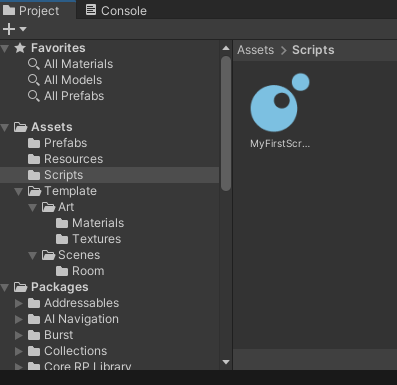 Project
Console
Favorites
All Materials
All Models
All Prefabs
Assets
Prefabs
Resources
Scripts
Template
Art
Materials
Textures
Scenes
Room
Packages
Addressables
AI Navigation
Burst
Collections
Core RP Library
Assets > Scripts
MyFirstScr...